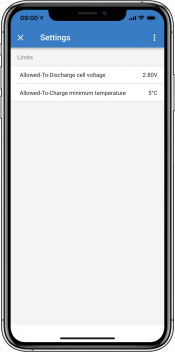 09:00
Settings
Limits
Allowed-To-Discharge cell voltage 2.80V
Allowed-To-Charge minimum temperature 5°C